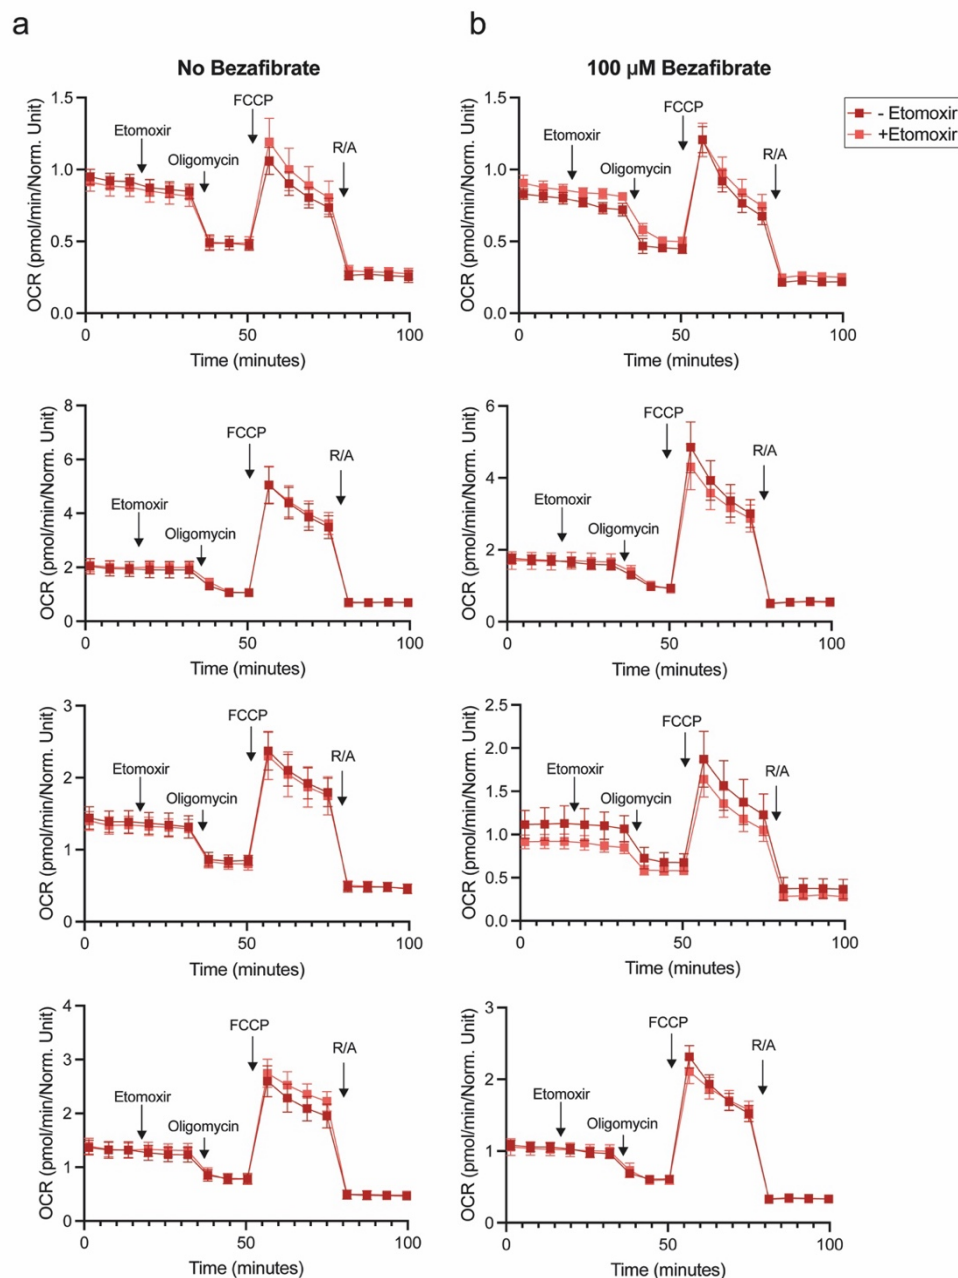 a
b
No Bezafibrate
100 µM Bezafibrate
- Etomoxir
+Etomoxir
OCR (pmol/min/Norm. Unit)
1.5
1.0
0.5
0.0
Etomoxir
Oligomycin
FCCP
R/A
0
50
100
Time (minutes)
OCR (pmol/min/Norm. Unit)
1.5
1.0
0.5
0.0
Etomoxir
Oligomycin
FCCP
R/A
0
50
100
Time (minutes)
OCR (pmol/min/Norm. Unit)
8
6
4
2
0
Etomoxir
Oligomycin
FCCP
R/A
0
50
100
Time (minutes)
OCR (pmol/min/Norm. Unit)
6
4
2
0
Etomoxir
Oligomycin
FCCP
R/A
0
50
100
Time (minutes)
OCR (pmol/min/Norm. Unit)
3
2
1
0
Etomoxir
Oligomycin
FCCP
R/A
0
50
100
Time (minutes)
OCR (pmol/min/Norm. Unit)
2.5
2.0
1.5
1.0
0.5
0.0
Etomoxir
Oligomycin
FCCP
R/A
0
50
100
Time (minutes)
OCR (pmol/min/Norm. Unit)
4
3
2
1
0
Etomoxir
Oligomycin
FCCP
R/A
0
50
100
Time (minutes)
OCR (pmol/min/Norm. Unit)
3
2
1
0
Etomoxir
Oligomycin
FCCP
R/A
0
50
100
Time (minutes)